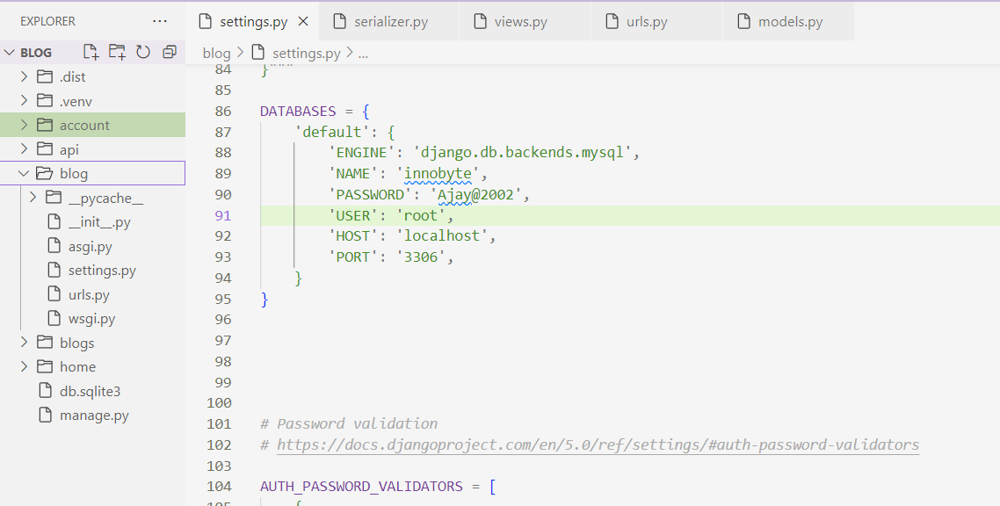 EXPLORER
...
settings.py
serializer.py
views.py
urls.py
models.py
BLOG
blog > settings.py > ...
.dist
.venv
account
api
blog
__pycache__
__init__.py
asgi.py
settings.py
urls.py
wsgi.py
blogs
home
db.sqlite3
manage.py
84 }"""
85
86 DATABASES = {
87 'default': {
88 'ENGINE': 'django.db.backends.mysql',
89 'NAME': 'innobyte',
90 'PASSWORD': 'Ajay@2002',
91 'USER': 'root',
92 'HOST': 'localhost',
93 'PORT': '3306',
94 }
95 }
96
97
98
99
100
101 # Password validation
102 # https://docs.djangoproject.com/en/5.0/ref/settings/#auth-password-validators
103
104 AUTH_PASSWORD_VALIDATORS = [
105 {